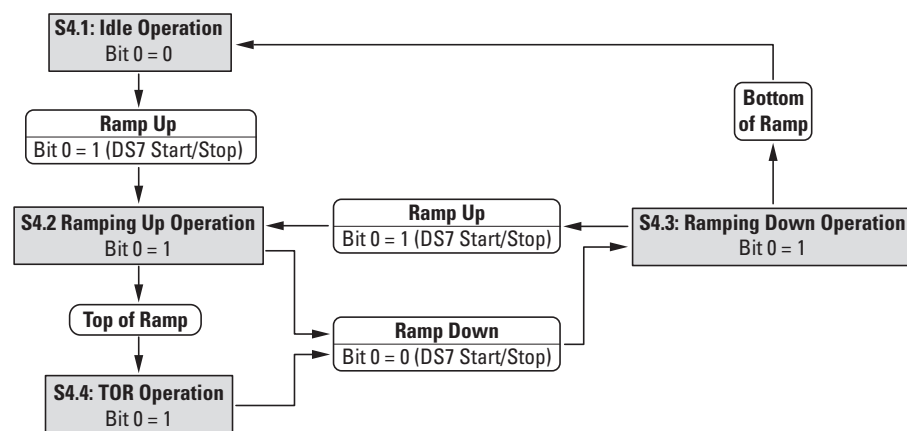 S4.1: Idle Operation
Bit 0 = 0
Ramp Up
Bit 0 = 1 (DS7 Start/Stop)
Bottom
of Ramp
S4.2 Ramping Up Operation
Bit 0 = 1
Ramp Up
Bit 0 = 1 (DS7 Start/Stop)
S4.3: Ramping Down Operation
Bit 0 = 1
Top of Ramp
Ramp Down
Bit 0 = 0 (DS7 Start/Stop)
S4.4: TOR Operation
Bit 0 = 1